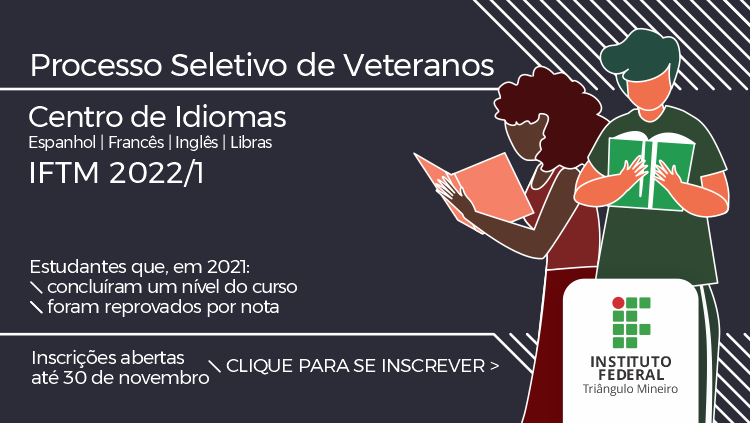 Processo Seletivo de Veteranos
Centro de Idiomas
Espanhol | Francês | Inglês | Libras
IFTM 2022/1
Estudantes que, em 2021:
\ concluíram um nível do curso
\ foram reprovados por nota
Inscrições abertas
até 30 de novembro
\ CLIQUE PARA SE INSCREVER >
INSTITUTO
FEDERAL
Triângulo Mineiro